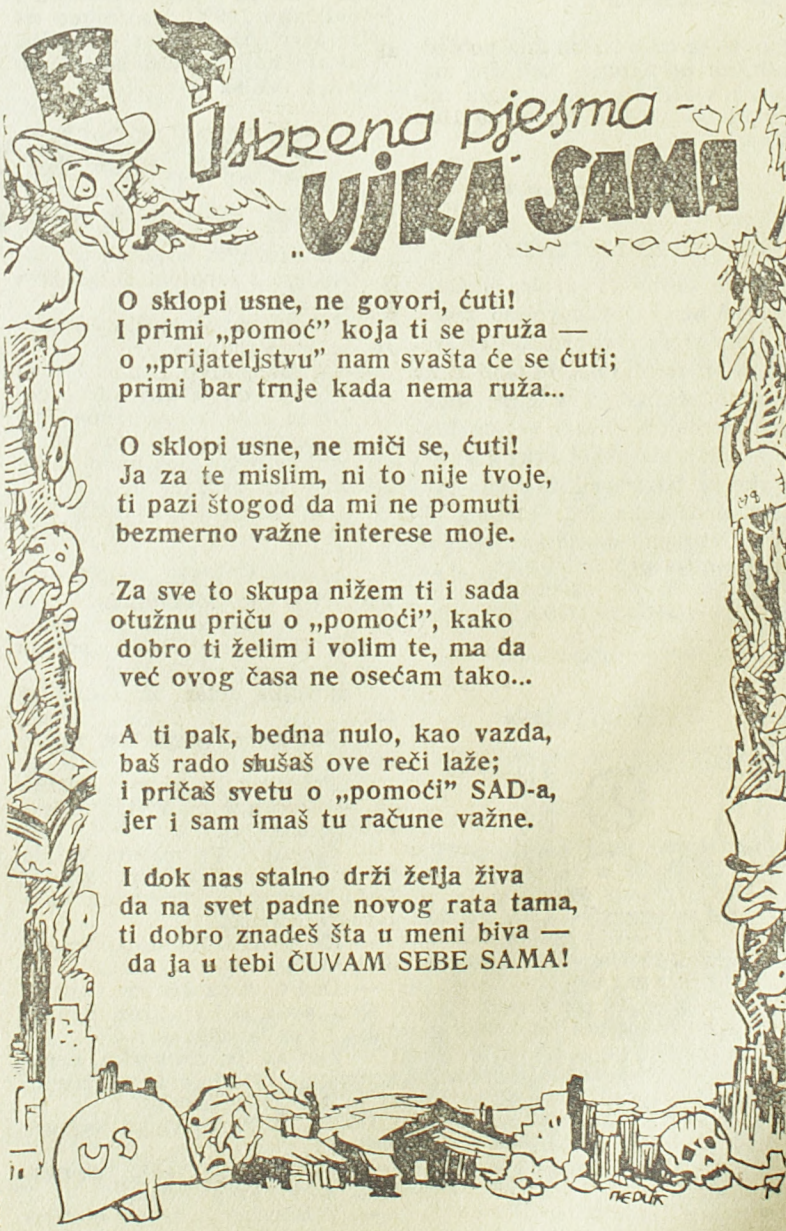 Iskrena pjesma -
„UJKA" SAMA
O sklopi usne, ne govori, ćuti!
I primi „pomoć” koja ti se pruža —
o „prijateljstvu” nam svašta će se ćuti;
primi bar trnje kada nema ruža...
O sklopi usne, ne miči se, ćuti!
Ja za te mislim, ni to nije tvoje,
ti pazi štogod da mi ne pomuti
bezmerno važne interese moje.
Za sve to skupa nižem ti i sada
otužnu priču o „pomoći”, kako
dobro ti želim i volim te, ma da
već ovog časa ne osećam tako...
A ti pak, bedna nulo, kao vazda,
baš rado slušaš ove reči laže;
i pričaš svetu o „pomoći” SAD-a,
jer i sam imaš tu račune važne.
I dok nas stalno drži želja živa
da na svet padne novog rata tama,
ti dobro znadeš šta u meni biva —
da ja u tebi ČUVAM SEBE SAMA!
US